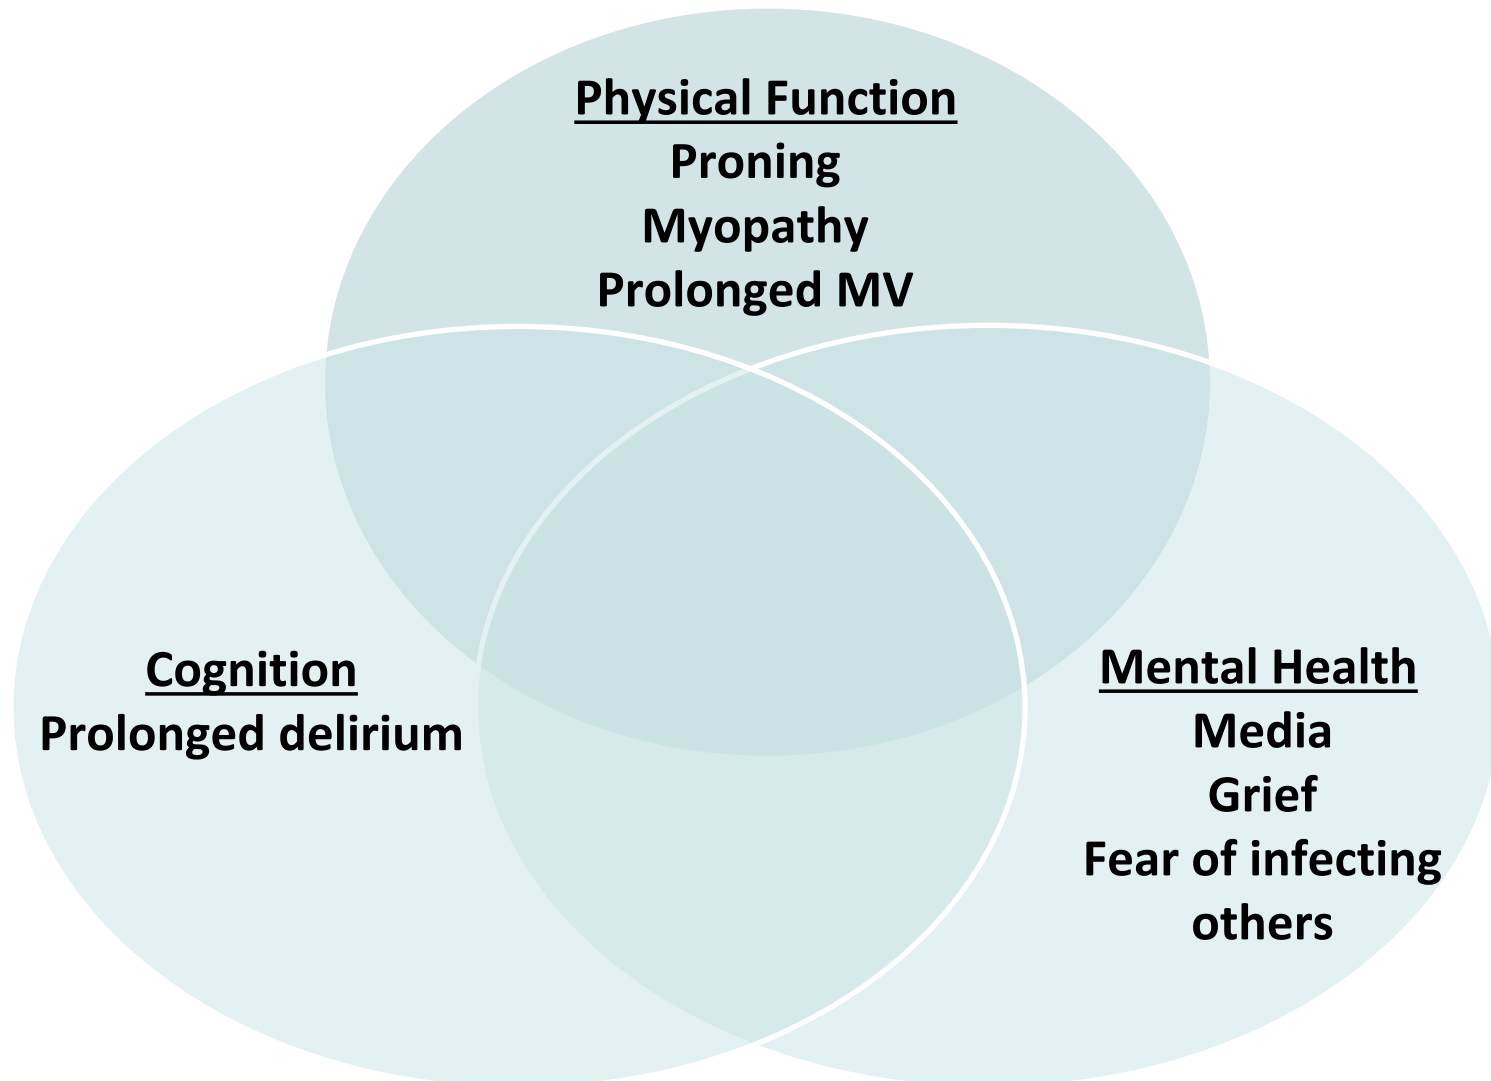 Physical Function
Proning
Myopathy
Prolonged MV
Cognition
Prolonged delirium
Mental Health
Media
Grief
Fear of infecting
others